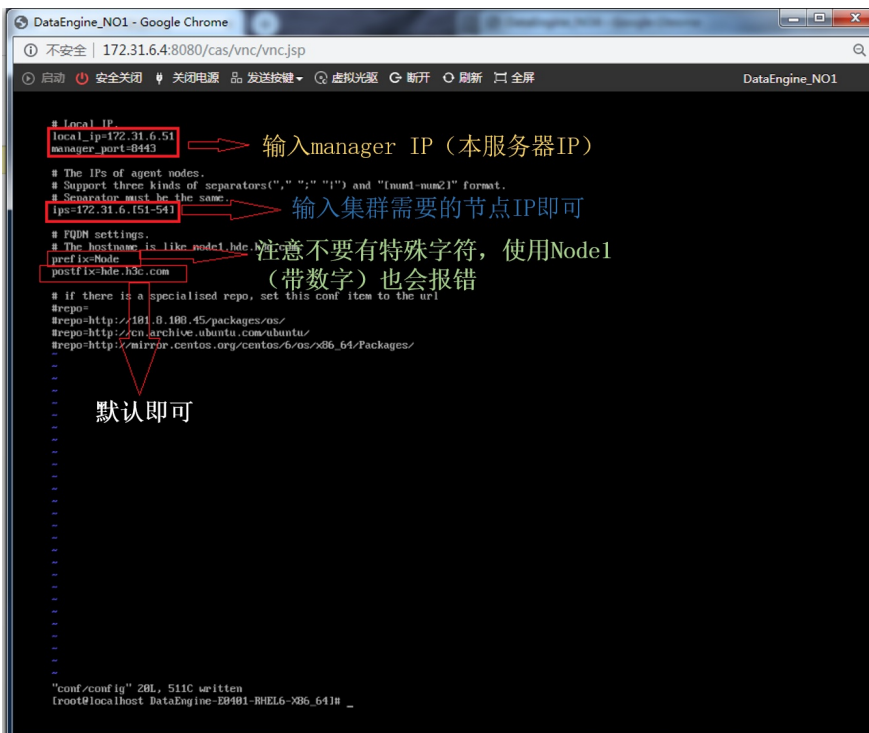 DataEngine_NO1 - Google Chrome
不安全 | 172.31.6.4:8080/cas/vnc/vnc.jsp
启动 安全关闭 关闭电源 发送按键 虚拟光驱 断开 刷新 全屏 DataEngine_NO1
# Local IP.
local_ip=172.31.6.51
manager_port=8443
输入manager IP（本服务器IP）
# The IPs of agent nodes.
# Support three kinds of separators("," ";" "|") and "[num1-num2]" format.
# Separator must be the same.
ips=172.31.6.[51-54]
输入集群需要的节点IP即可
# FQDN settings.
# The hostname is like node1.hde.h3c.com
prefix=Node
postfix=hde.h3c.com
注意不要有特殊字符，使用Node1
（带数字）也会报错
# if there is a specialised repo, set this conf item to the url
#repo=
#repo=http://101.8.108.45/packages/os/
#repo=http://cn.archive.ubuntu.com/ubuntu/
#repo=http://mirror.centos.org/centos/6/os/x86_64/Packages/
默认即可
"conf/config" 20L, 511C written
[root@localhost DataEngine-E0401-RHEL6-X86_64]# _